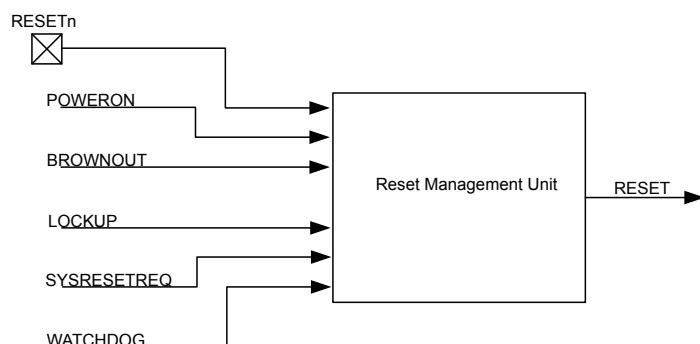 RESETn
POWERON
BROWNOUT
Reset Management Unit
RESET
LOCKUP
SYSRESETREQ
WATCHDOG